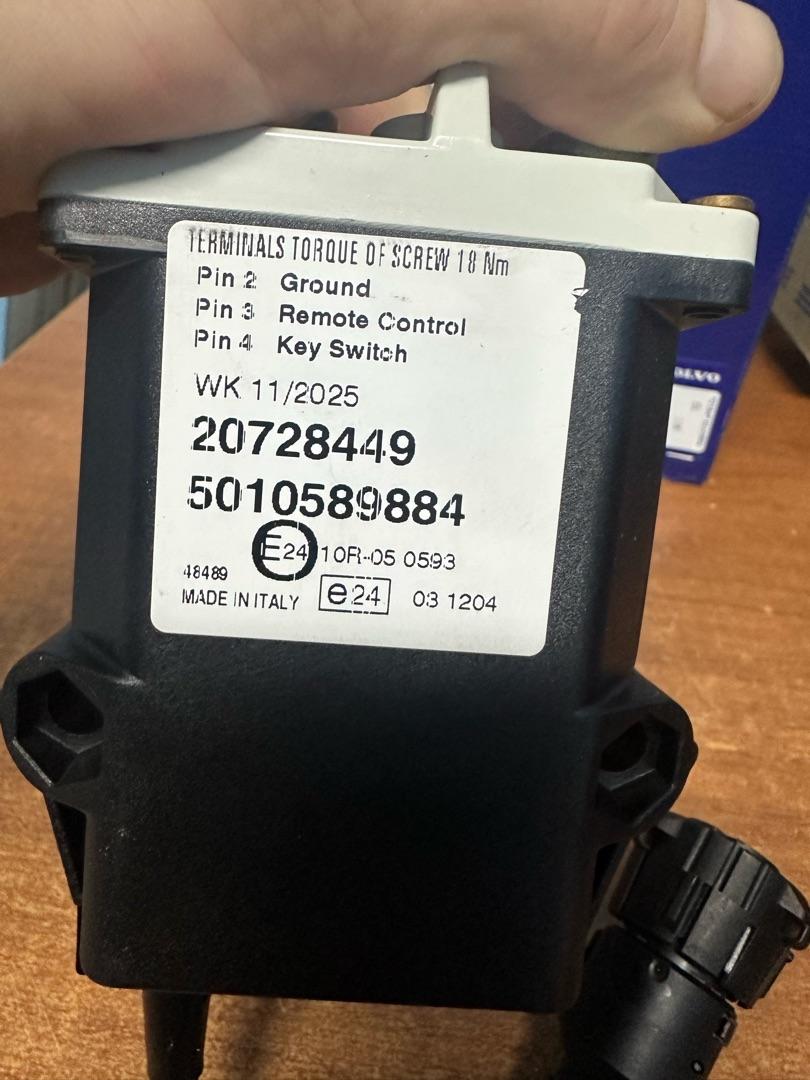 TERMINALS TORQUE OF SCREW 18 Nm
Pin 2 Ground
Pin 3 Remote Control
Pin 4 Key Switch
WK 11/2025
20728449
5010589884
E24 10R-05 0593
48489
MADE IN ITALY e24 03 1204